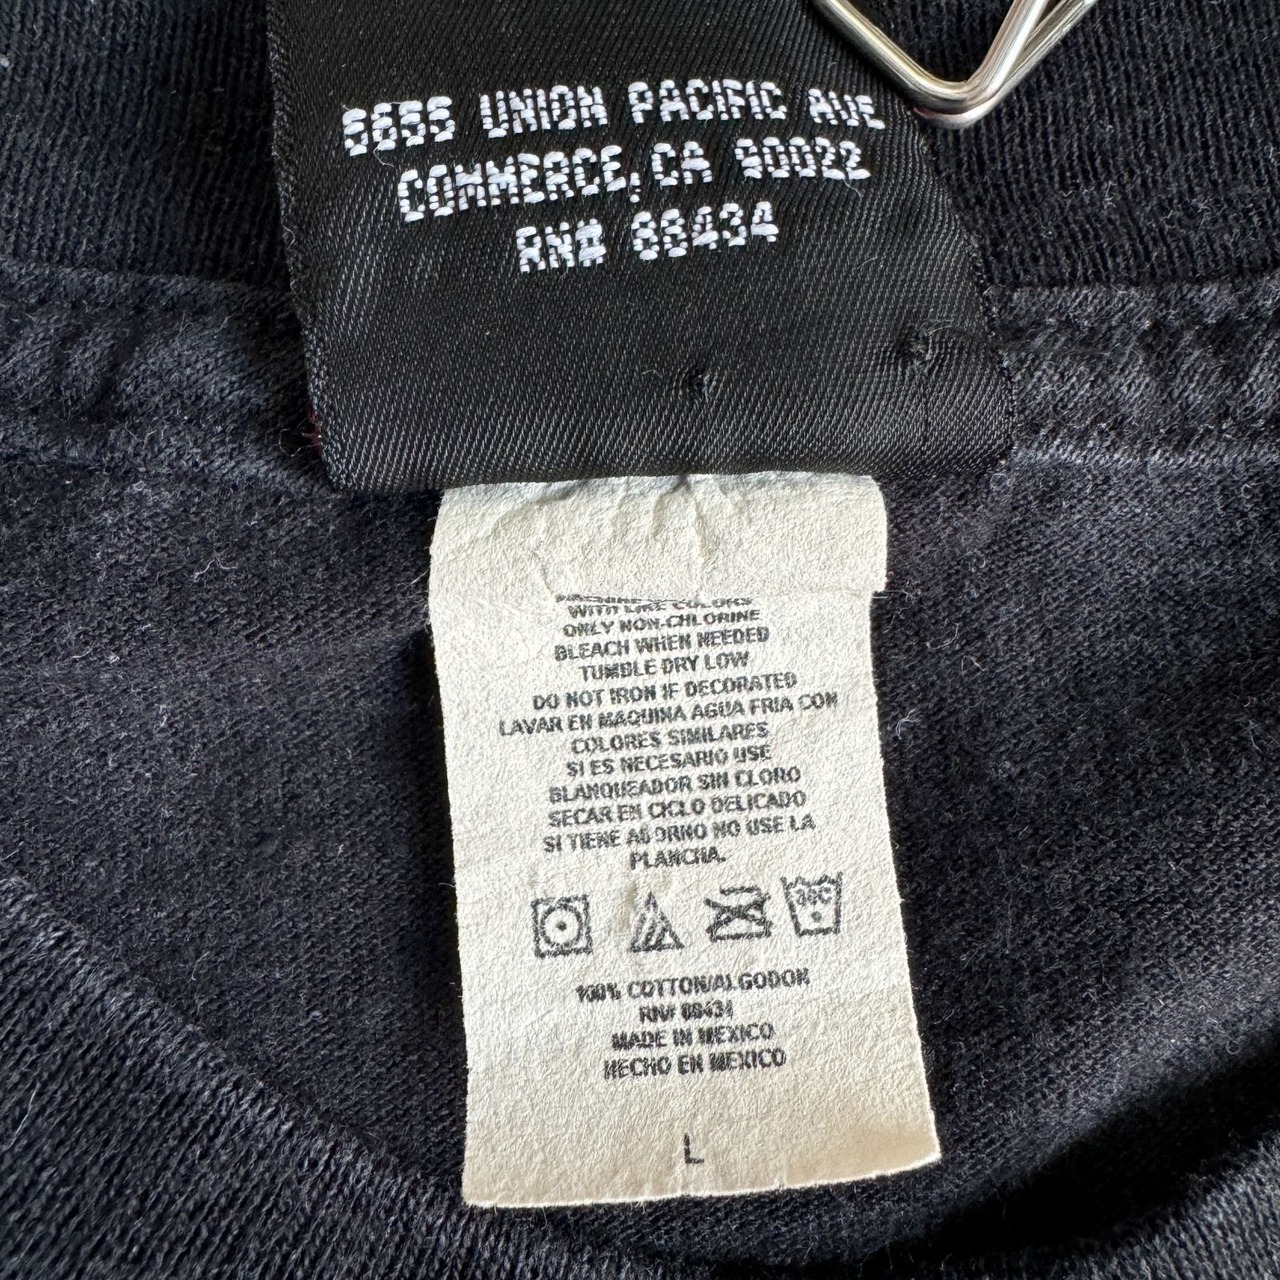 5655 UNION PACIFIC AVE
COMMERCE, CA 90022
RN# 88434
MACHINE
WITH LIKE COLORS
ONLY NON-CHLORINE
BLEACH WHEN NEEDED
TUMBLE DRY LOW
DO NOT IRON IF DECORATED
LAVAR EN MAQUINA AGUA FRIA CON
COLORES SIMILARES
SI ES NECESARIO USE
BLANQUEADOR SIN CLORO
SECAR EN CICLO DELICADO
SI TIENE ADORNO NO USE LA
PLANCHA.
30C
100% COTTON/ALGODON
RN# 88434
MADE IN MEXICO
HECHO EN MEXICO
L